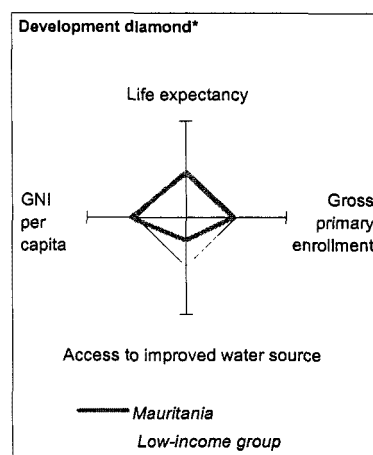 Development diamond*
Life expectancy
GNI
per
capita
Gross
primary
enrollment
Access to improved water source
Mauritania
Low-income group